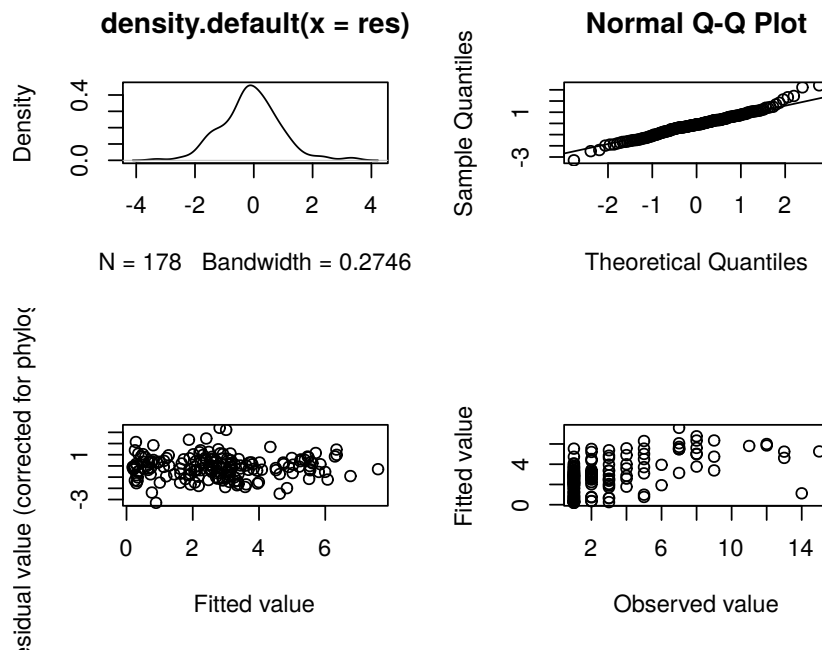 density.default(x = res)
Density
0.0
0.4
-4
-2
0
2
4
N = 178 Bandwidth = 0.2746
Normal Q-Q Plot
Sample Quantiles
-3
1
-2
-1
0
1
2
Theoretical Quantiles
esidual value (corrected for phylog
-3
1
0
2
4
6
Fitted value
Fitted value
0
4
2
6
10
14
Observed value